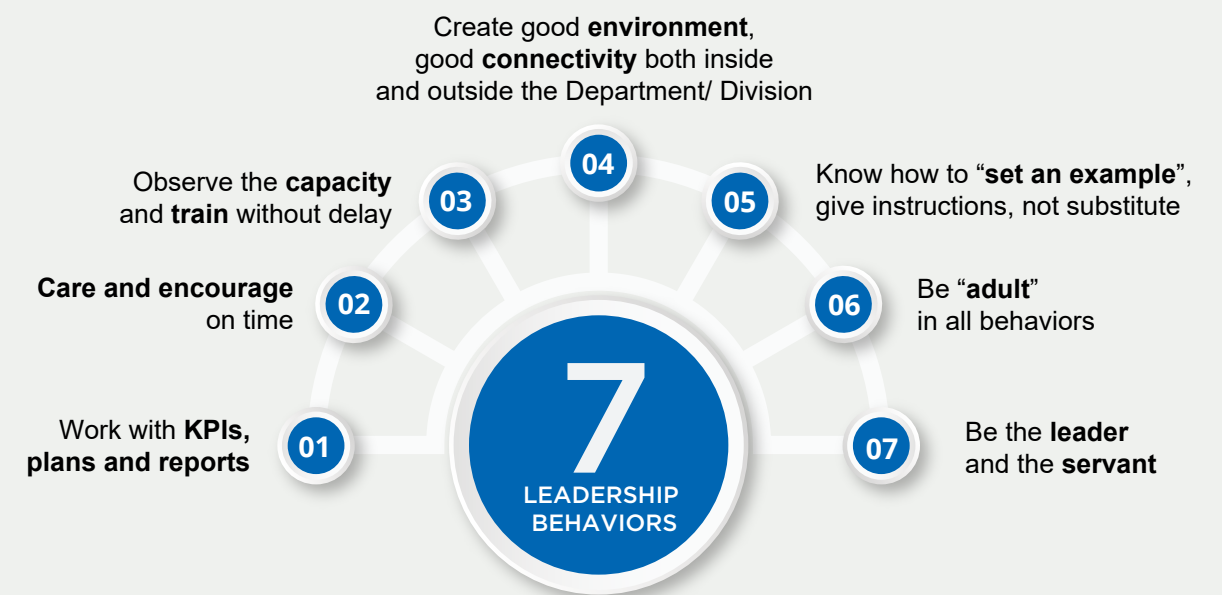 Create good environment,
good connectivity both inside
and outside the Department/ Division
04
Observe the capacity
and train without delay
03
05
Know how to “set an example”,
give instructions, not substitute
Care and encourage
on time
02
06
Be “adult”
in all behaviors
Work with KPIs,
plans and reports
01
7
LEADERSHIP
BEHAVIORS
07
Be the leader
and the servant